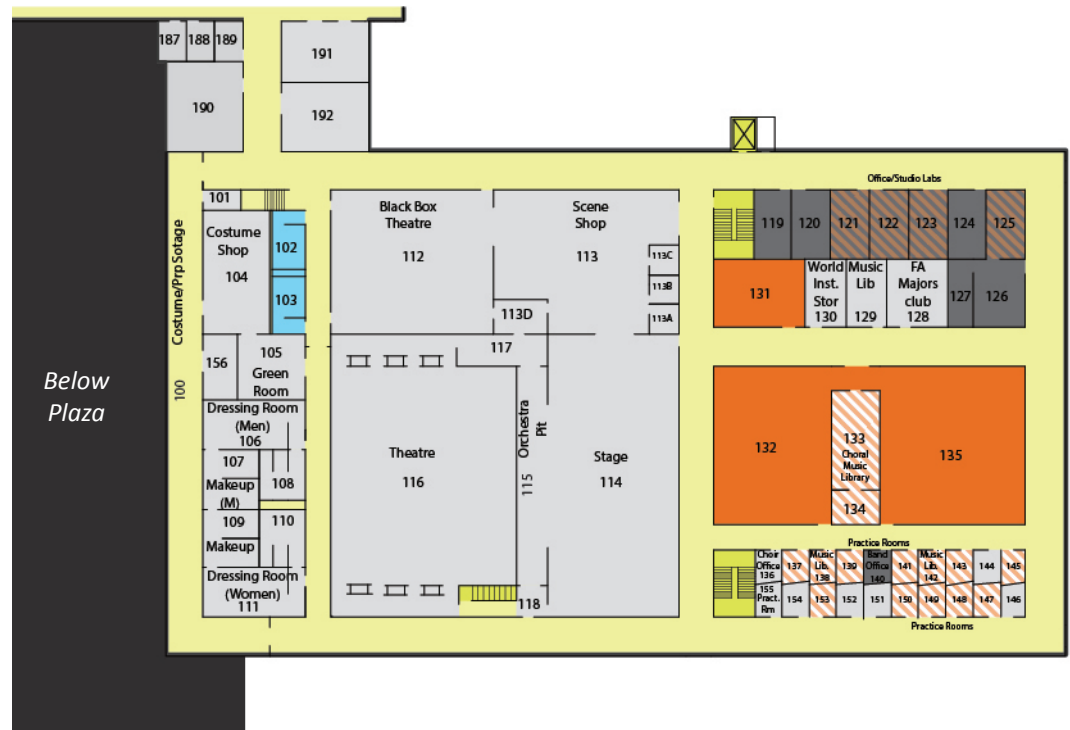 187 188 189
191
190
192
Office/Studio Labs
101
Costume/Prp Sotage
100
Costume
Shop
104
102
103
Black Box
Theatre
112
Scene
Shop
113
113C
113B
113A
113D
117
119 120 121 122 123 124 125
131
World
Inst.
Stor
130
Music
Lib
129
FA
Majors
club
128
127 126
Below
Plaza
156
105
Green
Room
Dressing Room
(Men)
106
107
Makeup
(M)
108
109
Makeup
110
Dressing Room
(Women)
111
Theatre
116
Orchestra
Pit
115
Stage
114
118
132
133
Choral
Music
Library
134
135
Practice Rooms
Choir
Office
136
137
Music
Lib.
138
139
Band
Office
140
141
Music
Lib.
142
143
144
145
155
Pract.
Rm
154 153 152 151 150 149 148 147 146
Practice Rooms